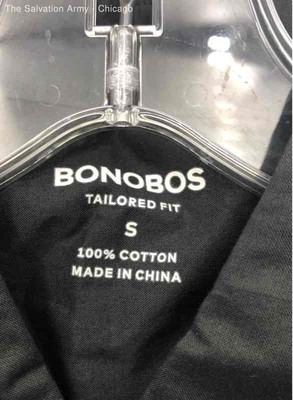 The Salvation Army - Chicago
BONOBOS
TAILORED FIT
S
100% COTTON
MADE IN CHINA